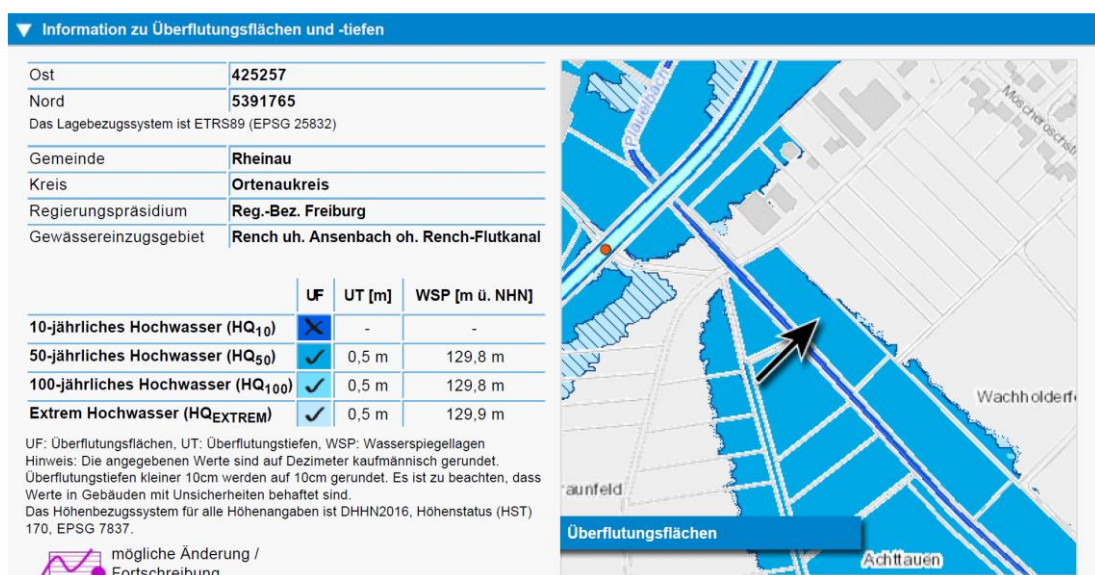 Information zu Überflutungsflächen und -tiefen
Ost 425257
Nord 5391765
Das Lagebezugssystem ist ETRS89 (EPSG 25832)
Gemeinde Rheinau
Kreis Ortenaukreis
Regierungspräsidium Reg.-Bez. Freiburg
Gewässereinzugsgebiet Rench uh. Ansenbach oh. Rench-Flutkanal
UF UT [m] WSP [m ü. NHN]
10-jährliches Hochwasser (HQ10) - -
50-jährliches Hochwasser (HQ50) 0,5 m 129,8 m
100-jährliches Hochwasser (HQ100) 0,5 m 129,8 m
Extrem Hochwasser (HQEXTREM) 0,5 m 129,9 m
UF: Überflutungsflächen, UT: Überflutungstiefen, WSP: Wasserspiegellagen
Hinweis: Die angegebenen Werte sind auf Dezimeter kaufmännisch gerundet.
Überflutungstiefen kleiner 10cm werden auf 10cm gerundet. Es ist zu beachten, dass
Werte in Gebäuden mit Unsicherheiten behaftet sind.
Das Höhenbezugssystem für alle Höhenangaben ist DHHN2016, Höhenstatus (HST)
170, EPSG 7837.
mögliche Änderung /
Fortschreibung
Plauelbach
Moscheroschst
Wachholderf
aunfeld
Überflutungsflächen
Achttauen